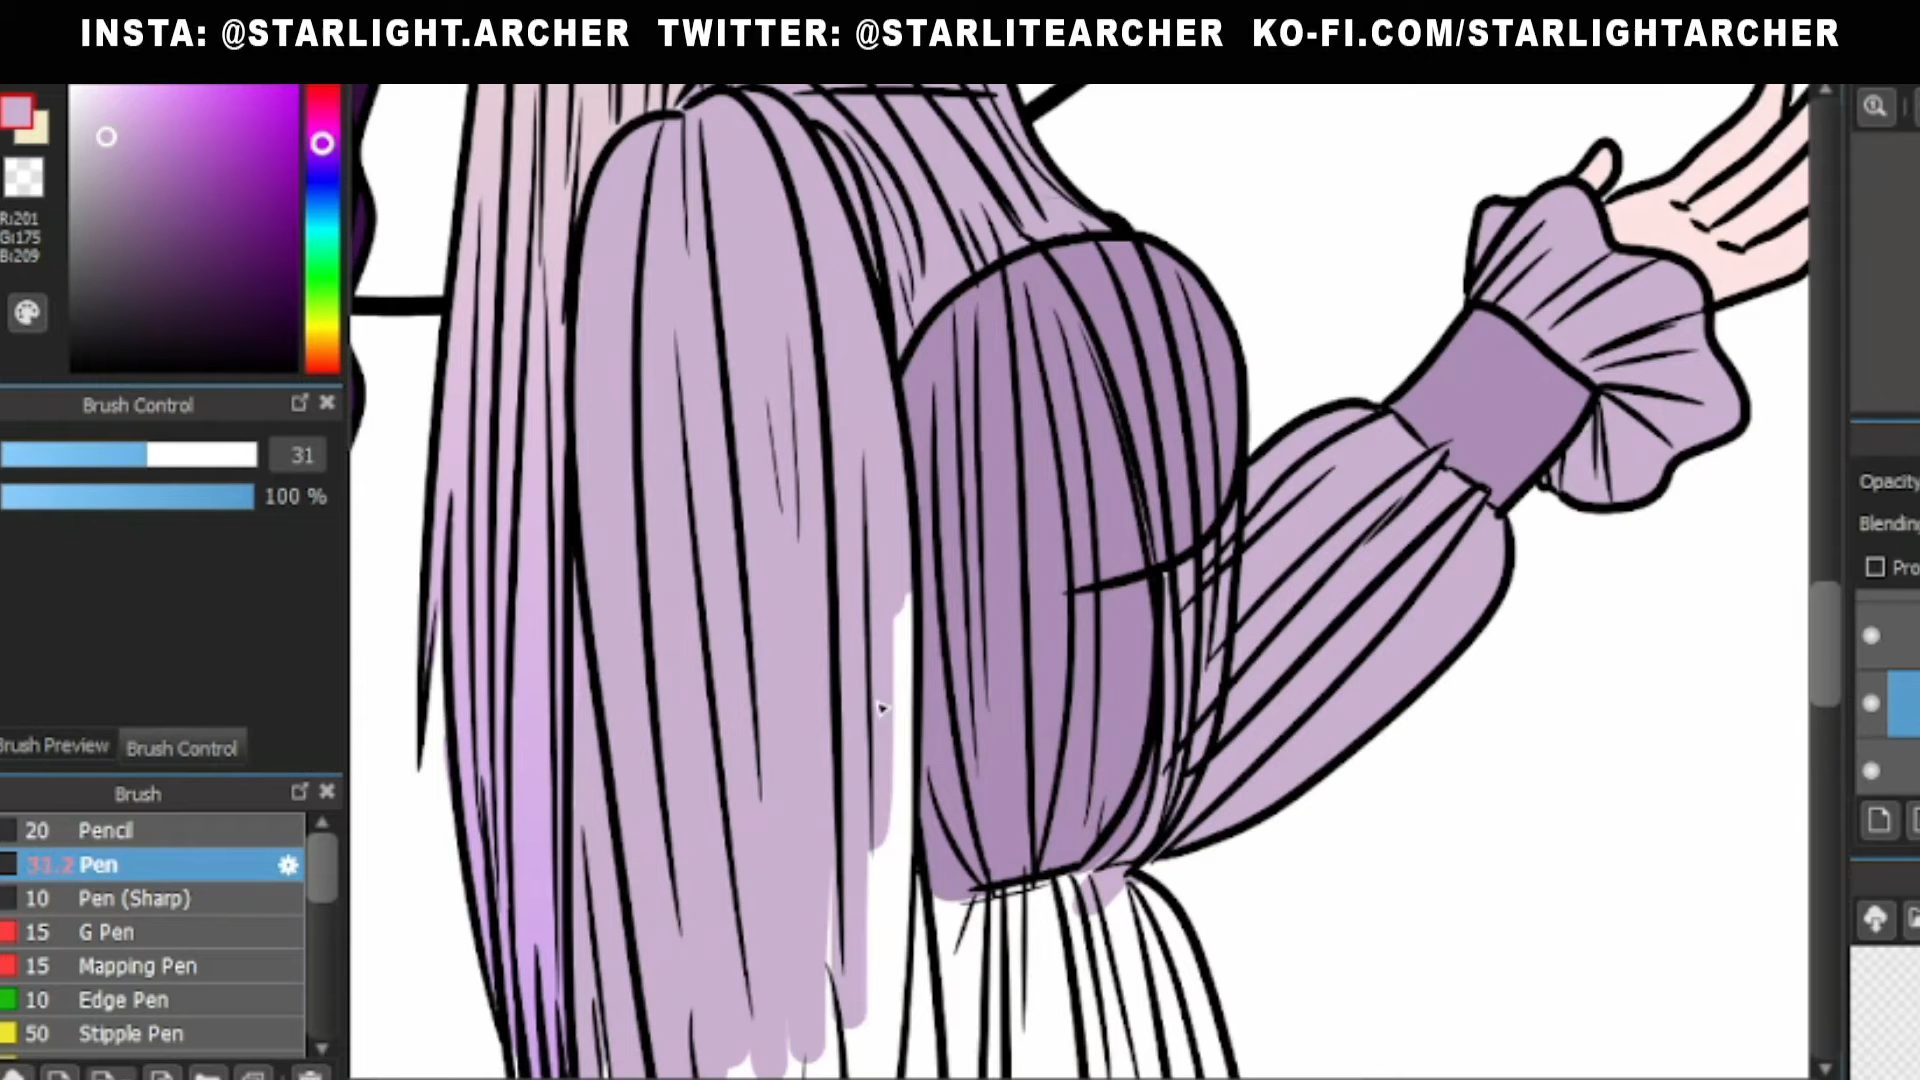 INSTA: @STARLIGHT.ARCHER TWITTER: @STARLITEARCHER KO-FI.COM/STARLIGHTARCHER
R:201
G:175
B:209
Brush Control
31
100 %
Brush Preview Brush Control
Brush
20 Pencil
31.2 Pen
10 Pen (Sharp)
15 G Pen
15 Mapping Pen
10 Edge Pen
50 Stipple Pen
Opacity
Blending
Pro